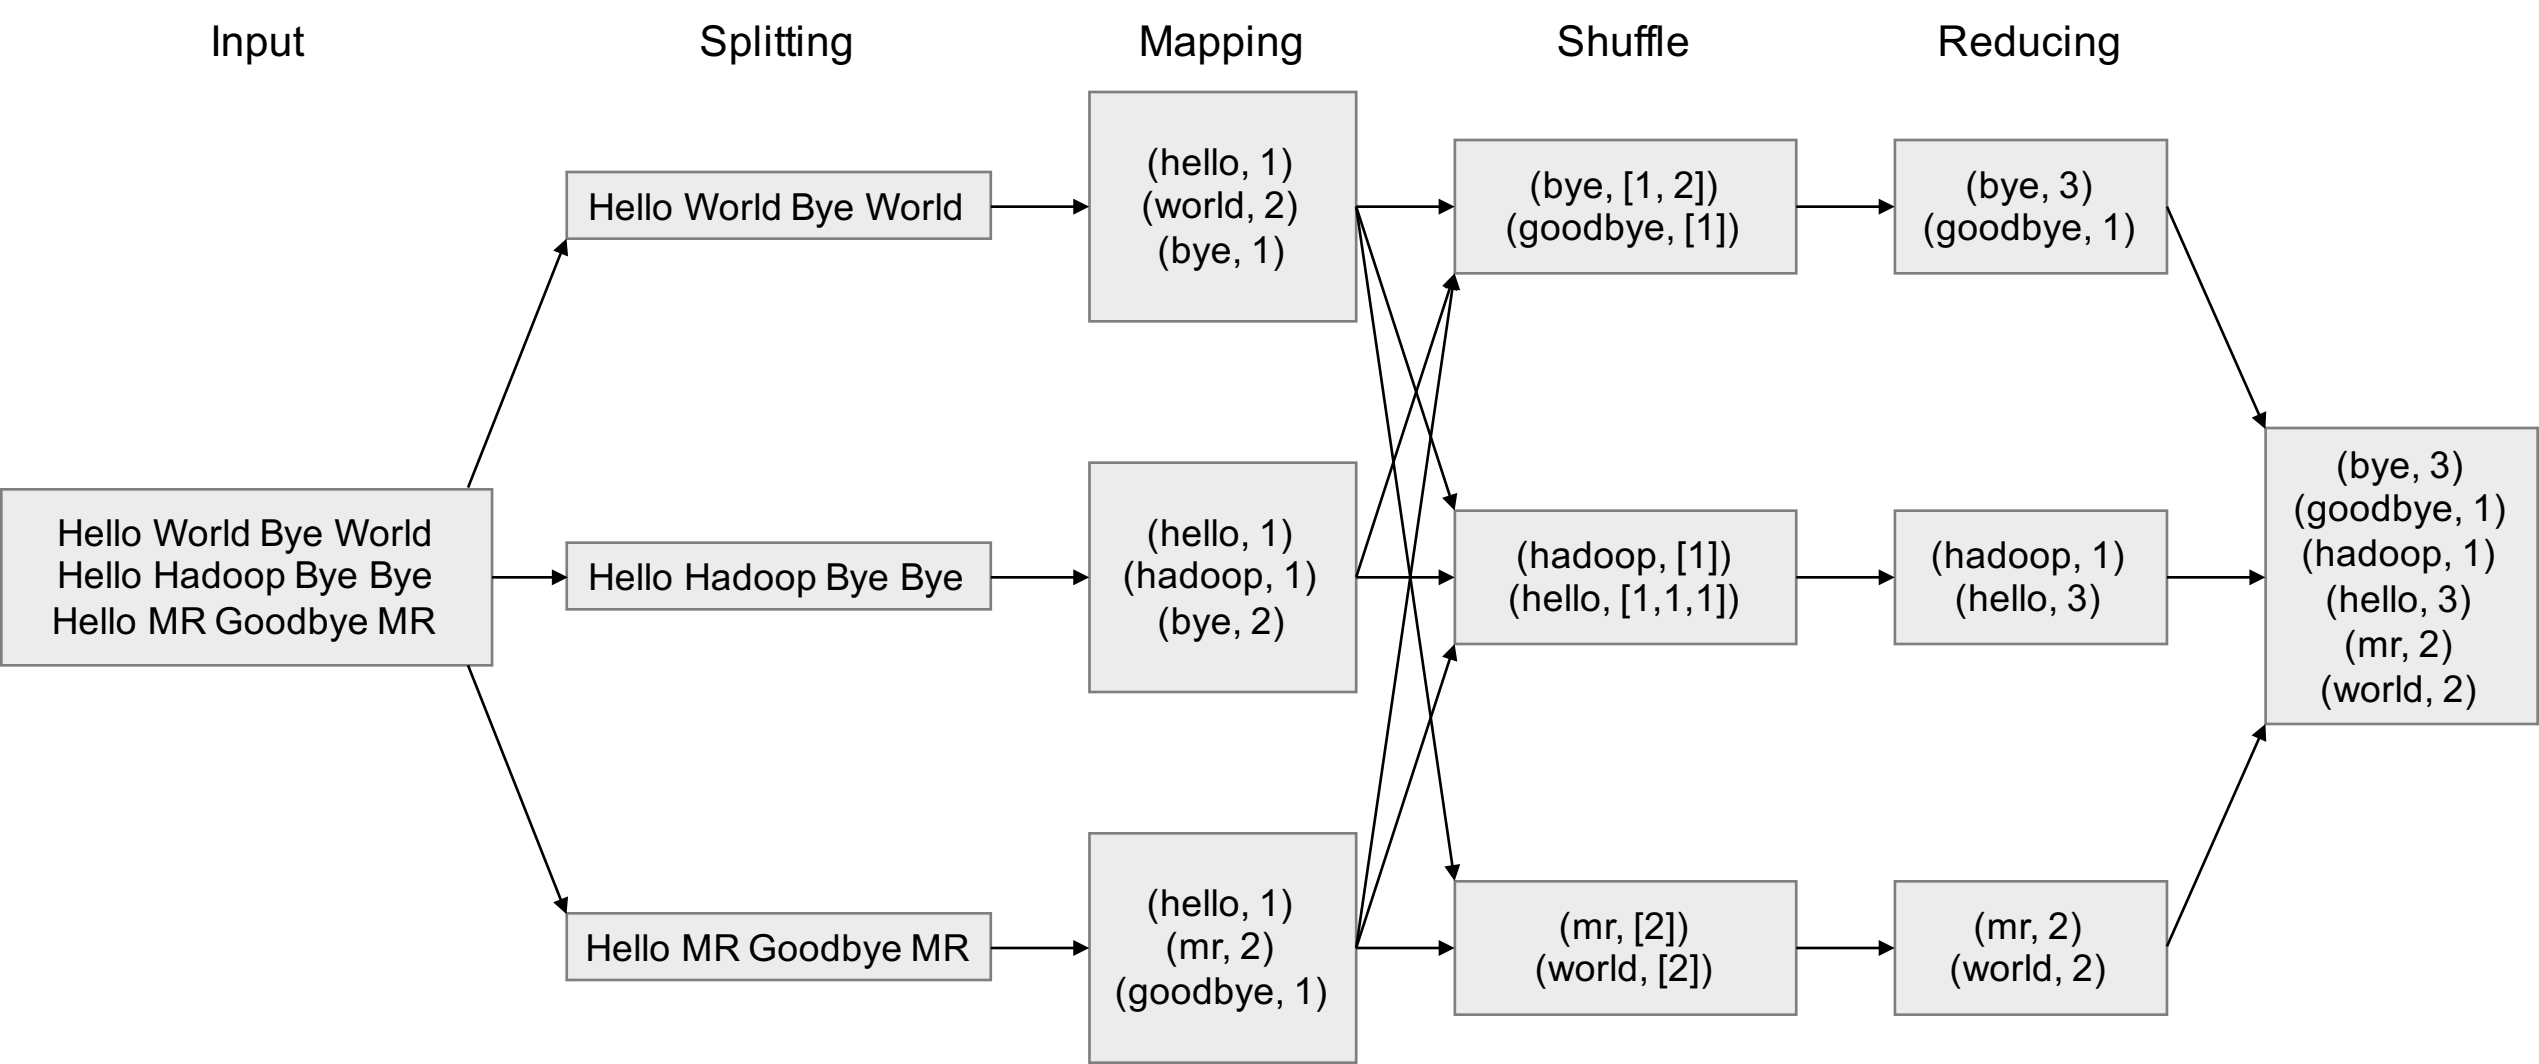 Input
Splitting
Mapping
Shuffle
Reducing
Hello World Bye World
Hello Hadoop Bye Bye
Hello MR Goodbye MR
Hello World Bye World
Hello Hadoop Bye Bye
Hello MR Goodbye MR
(hello, 1)
(world, 2)
(bye, 1)
(hello, 1)
(hadoop, 1)
(bye, 2)
(hello, 1)
(mr, 2)
(goodbye, 1)
(bye, [1, 2])
(goodbye, [1])
(hadoop, [1])
(hello, [1,1,1])
(mr, [2])
(world, [2])
(bye, 3)
(goodbye, 1)
(hadoop, 1)
(hello, 3)
(mr, 2)
(world, 2)
(bye, 3)
(goodbye, 1)
(hadoop, 1)
(hello, 3)
(mr, 2)
(world, 2)